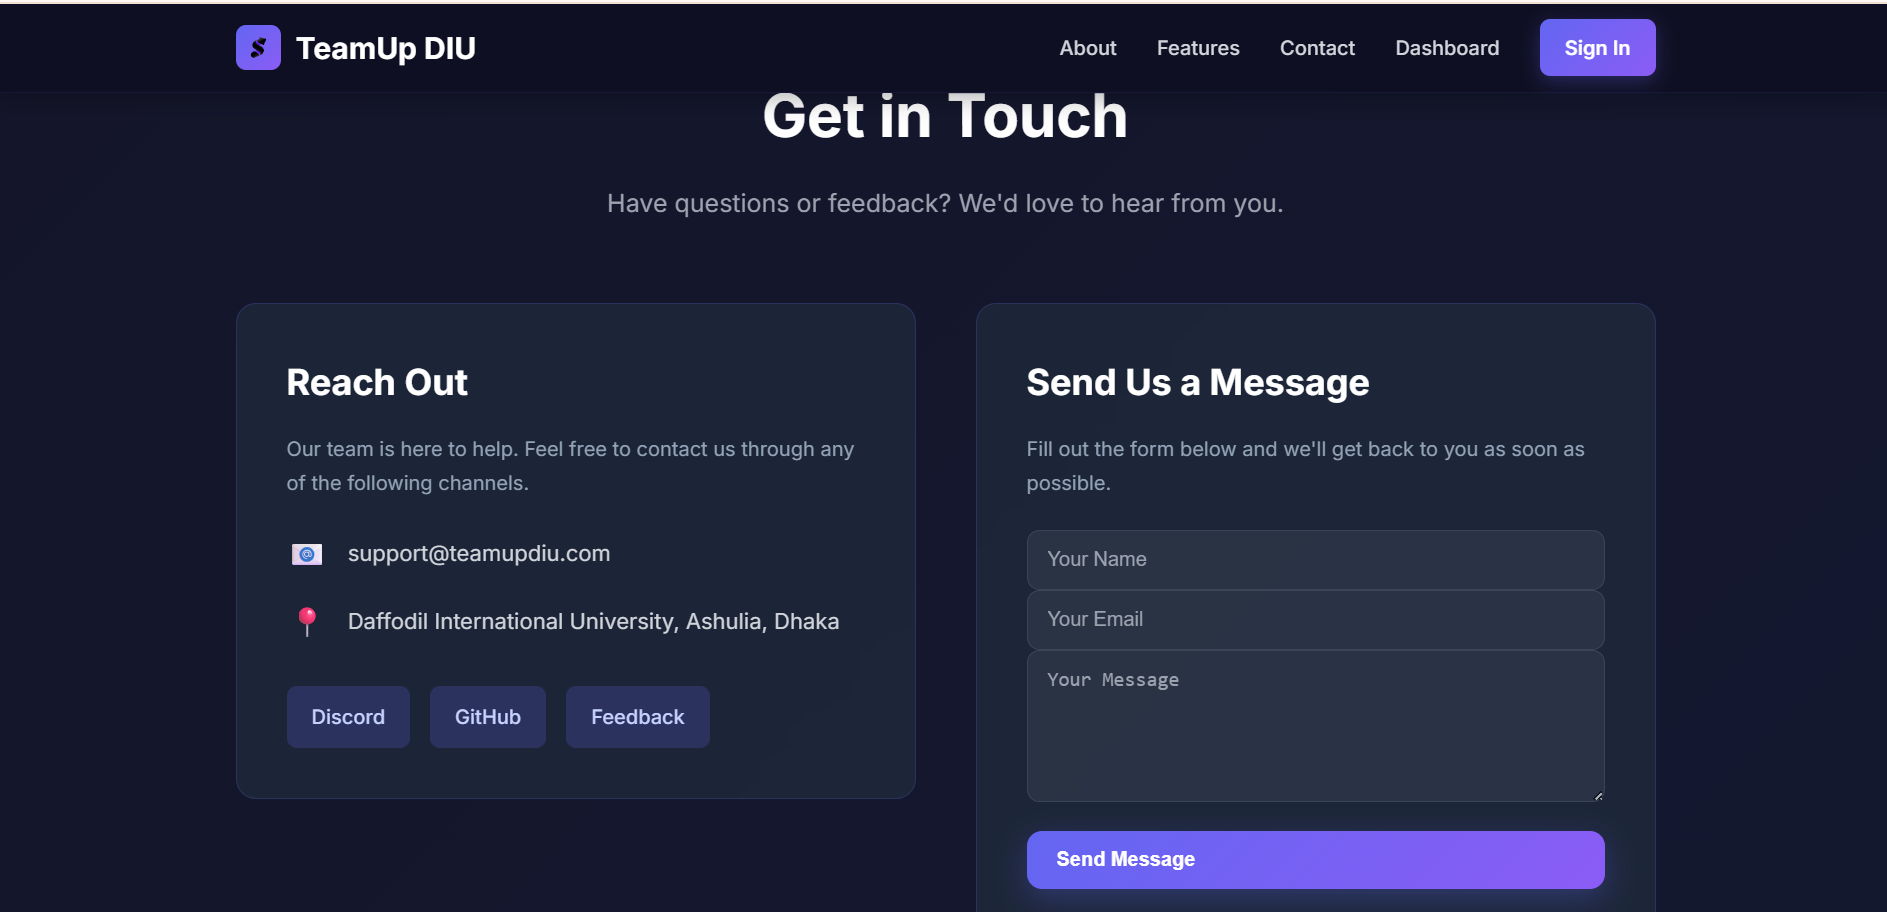 TeamUp DIU
About
Features
Contact
Dashboard
Sign In
Get in Touch
Have questions or feedback? We'd love to hear from you.
Reach Out
Our team is here to help. Feel free to contact us through any
of the following channels.
support@teamupdiu.com
Daffodil International University, Ashulia, Dhaka
Discord
GitHub
Feedback
Send Us a Message
Fill out the form below and we'll get back to you as soon as
possible.
Your Name
Your Email
Your Message
Send Message